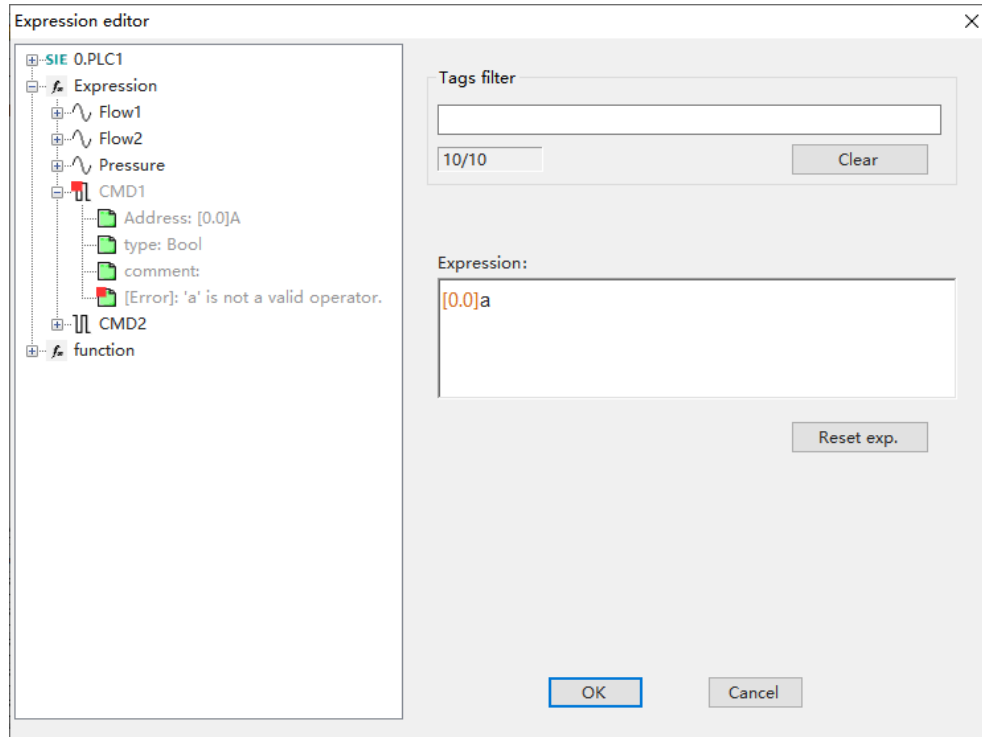 Expression editor
SIE 0.PLC1
Expression
Flow1
Flow2
Pressure
CMD1
Address: [0.0]A
type: Bool
comment:
[Error]: 'a' is not a valid operator.
CMD2
function
Tags filter
10/10
Clear
Expression:
[0.0]a
Reset exp.
OK
Cancel